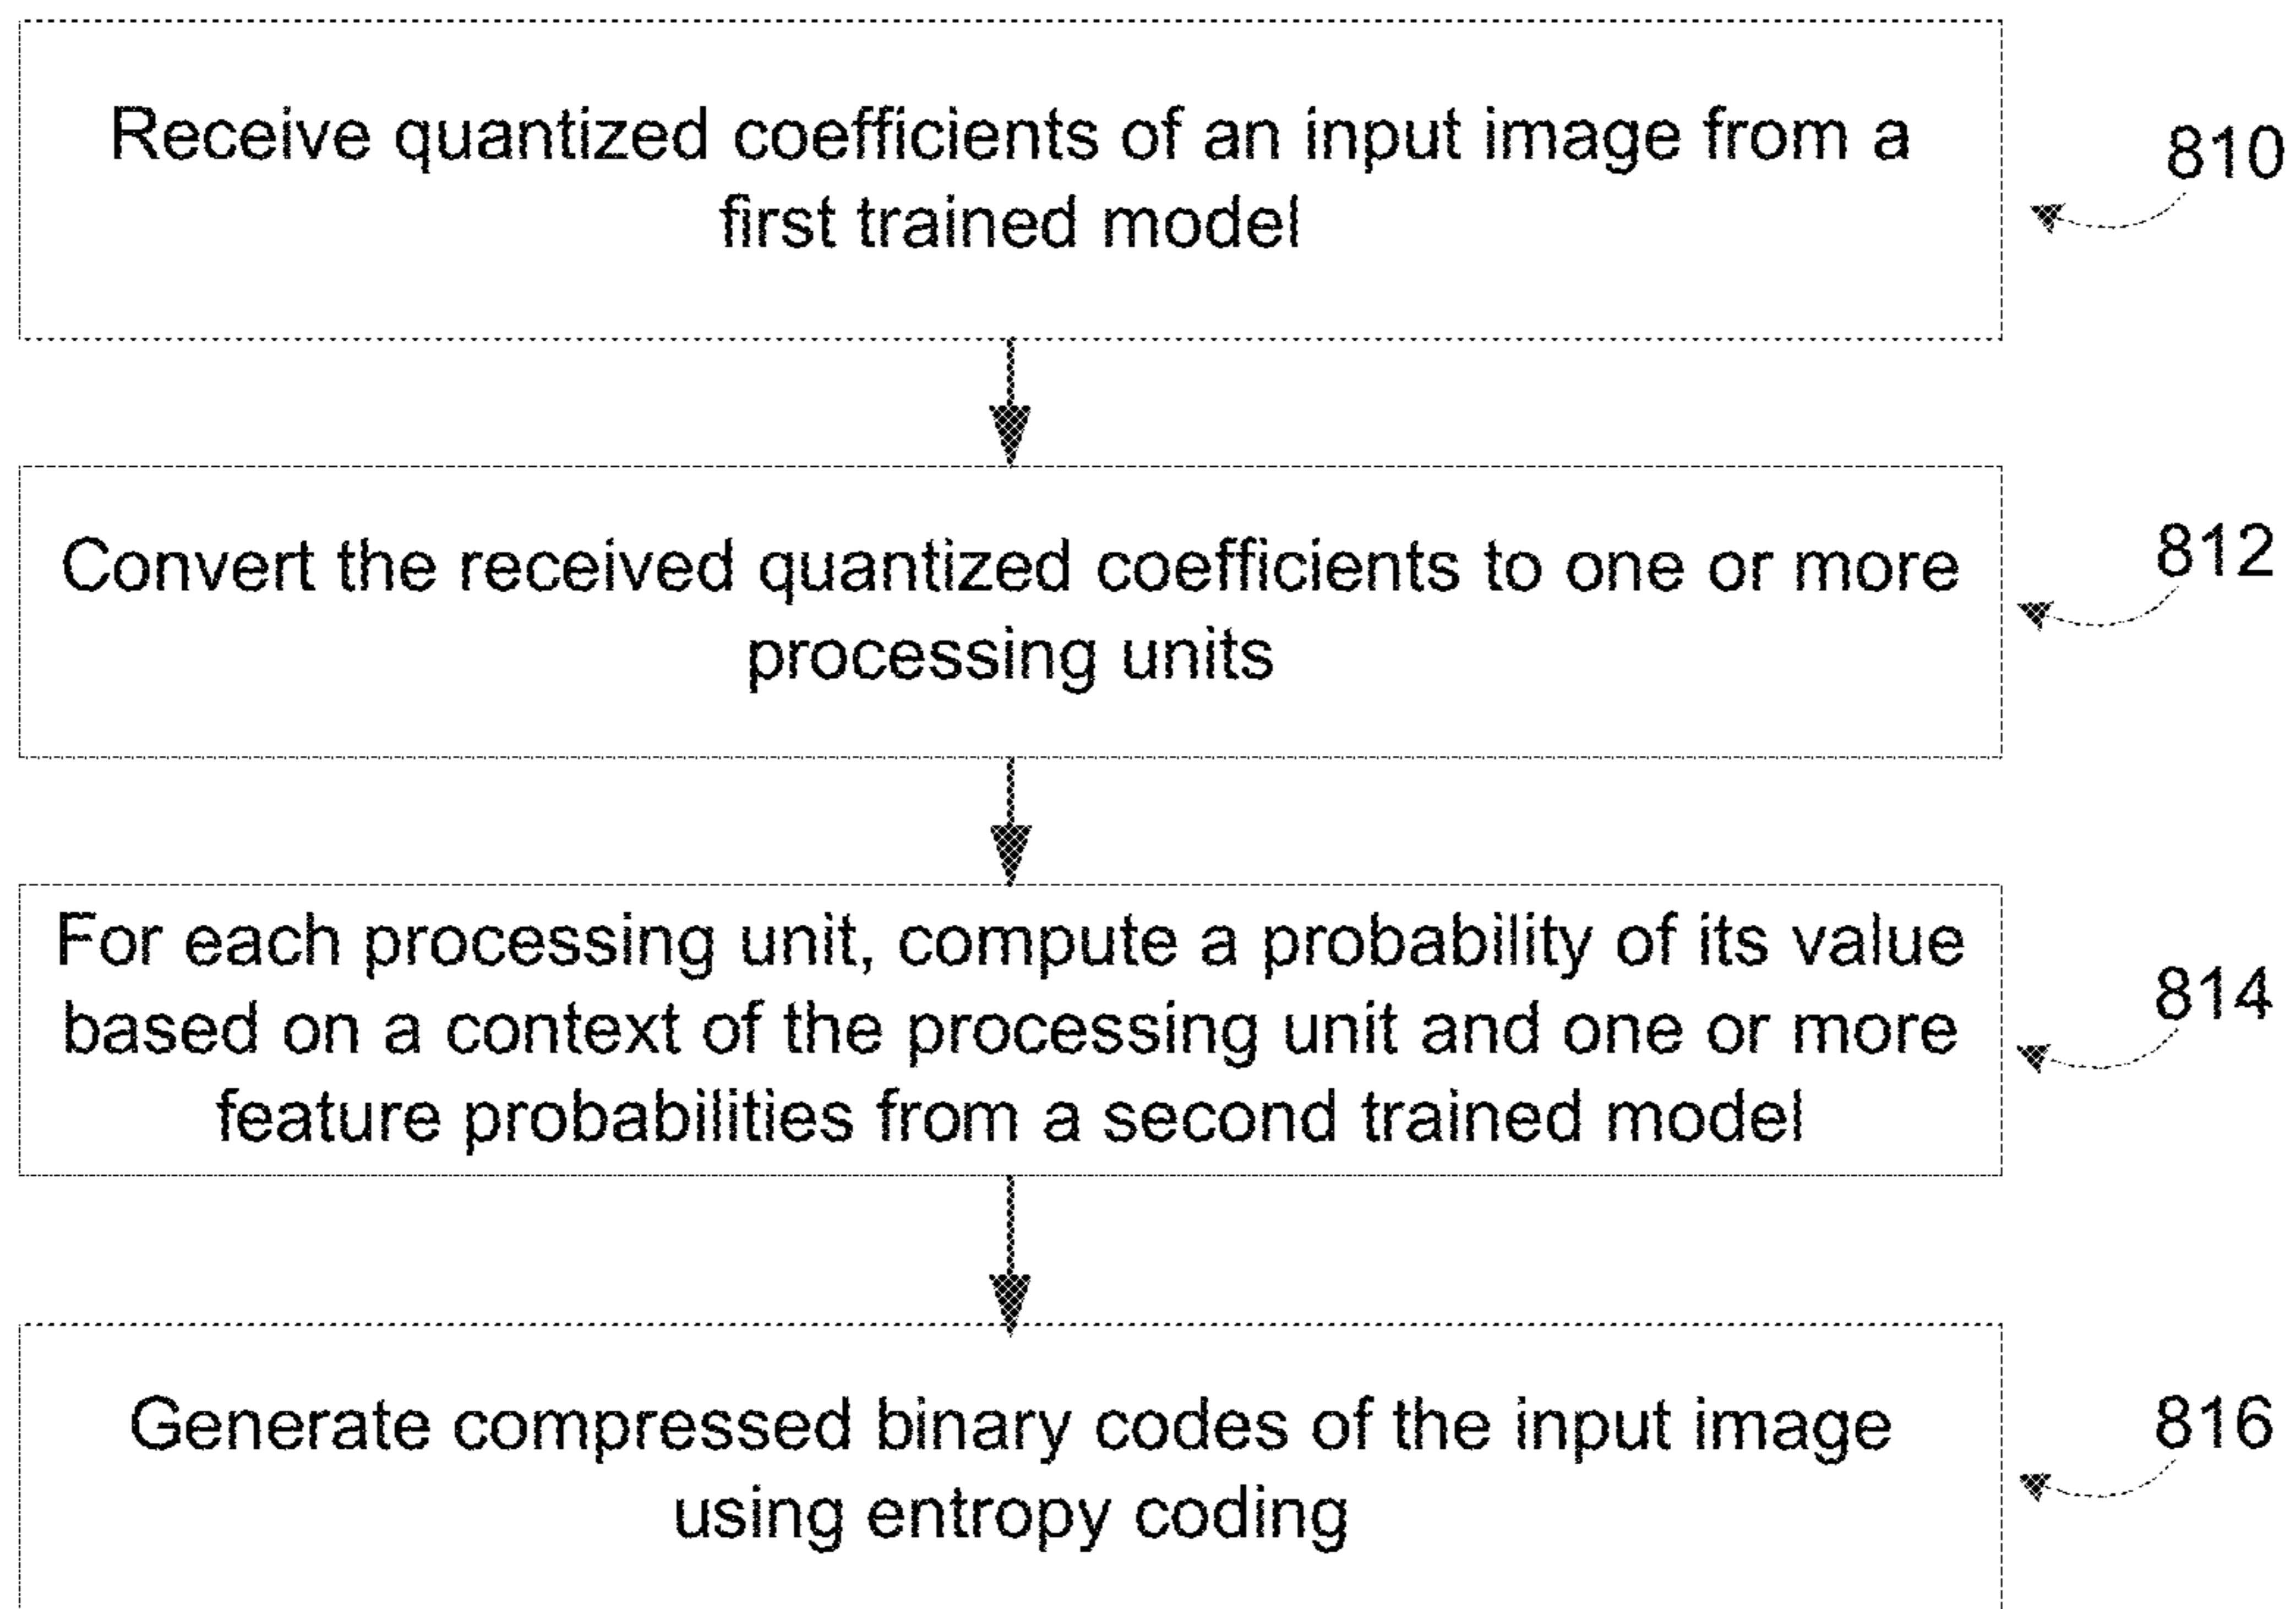 Receive quantized coefficients of an input image from a
first trained model
810
Convert the received quantized coefficients to one or more
processing units
812
For each processing unit, compute a probability of its value
based on a context of the processing unit and one or more
feature probabilities from a second trained model
814
Generate compressed binary codes of the input image
using entropy coding
816